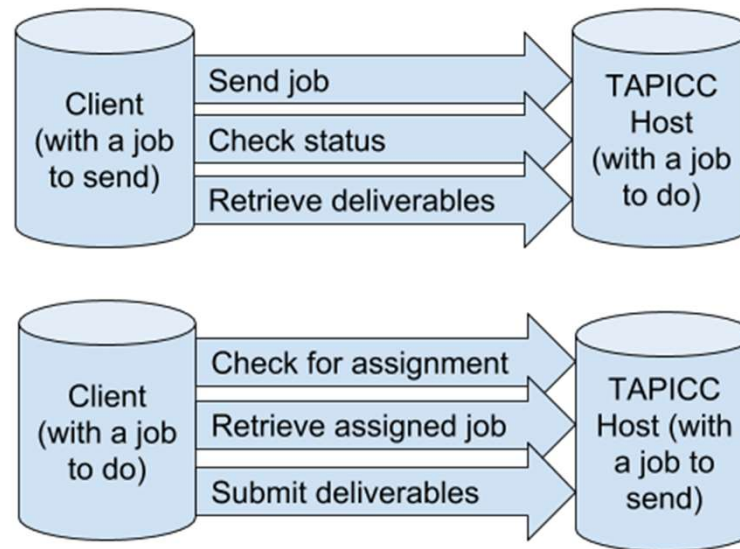 Client
(with a job
to send)
Send job
Check status
Retrieve deliverables
TAPICC
Host
(with a job
to do)
Client
(with a job
to do)
Check for assignment
Retrieve assigned job
Submit deliverables
TAPICC
Host (with
a job to
send)